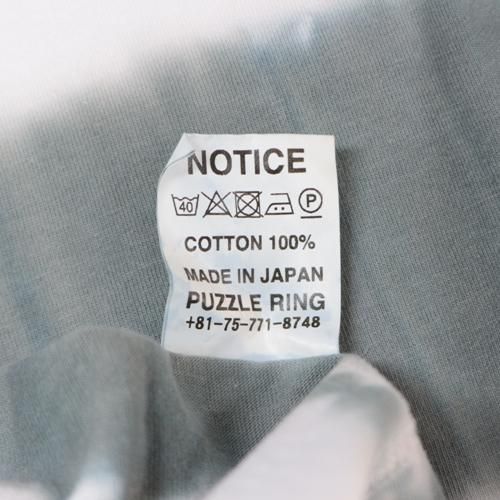 NOTICE
40 P
COTTON 100%
MADE IN JAPAN
PUZZLE RING
+81-75-771-8748